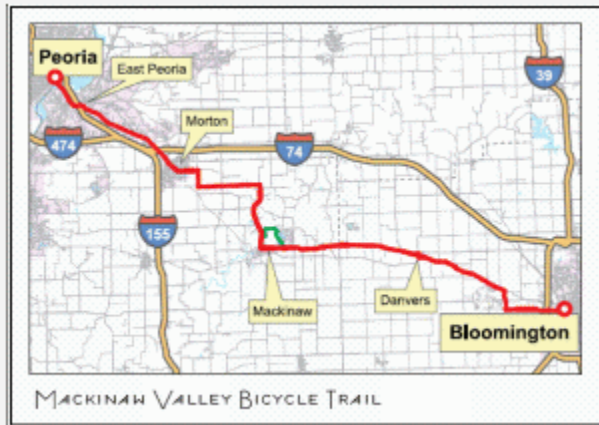 Peoria
East Peoria
39
Morton
474
74
155
Mackinaw
Danvers
Bloomington
MACKINAW VALLEY BICYCLE TRAIL